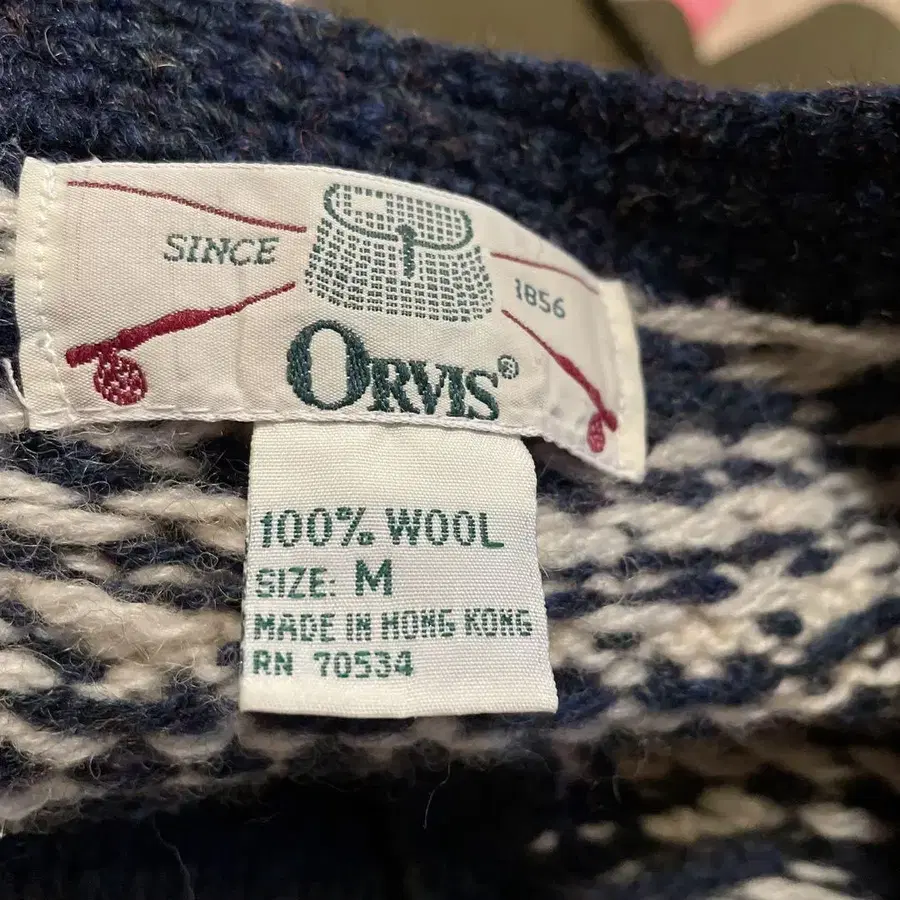 SINCE 1856
ORVIS®
100% WOOL
SIZE: M
MADE IN HONG KONG
RN 70534